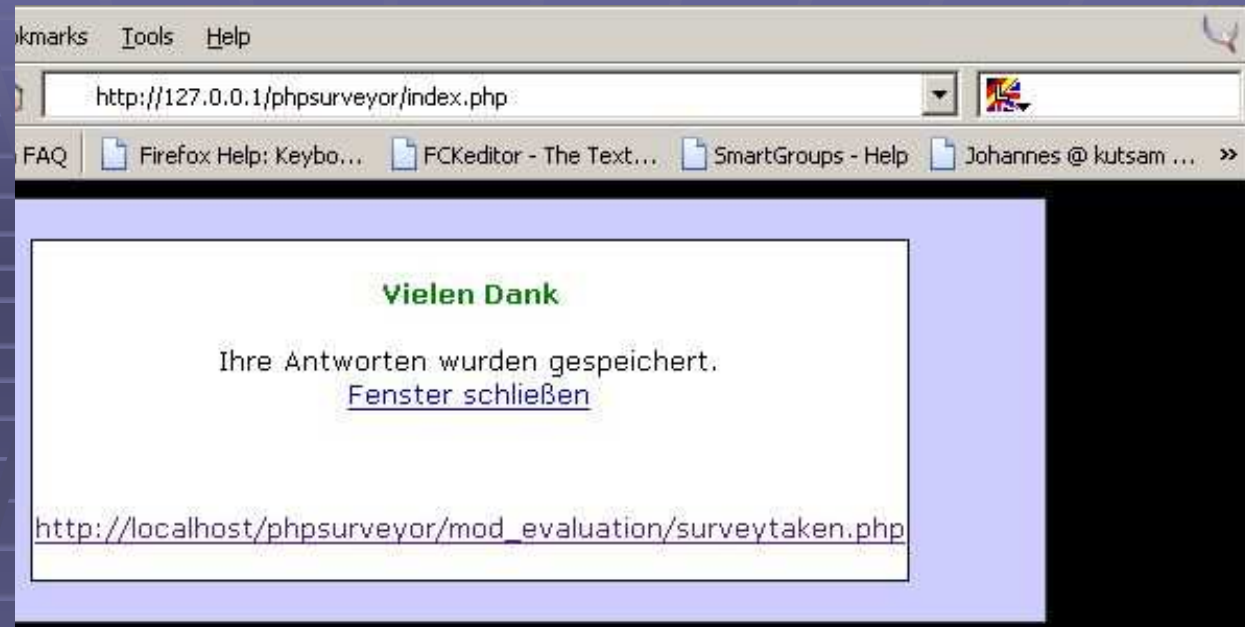 okmarks Tools Help
http://127.0.0.1/phpsurveyor/index.php
FAQ Firefox Help: Keybo... FCKeditor - The Text... SmartGroups - Help Johannes @ kutsam ... »
Vielen Dank
Ihre Antworten wurden gespeichert.
Fenster schließen
http://localhost/phpsurveyor/mod_evaluation/surveytaken.php